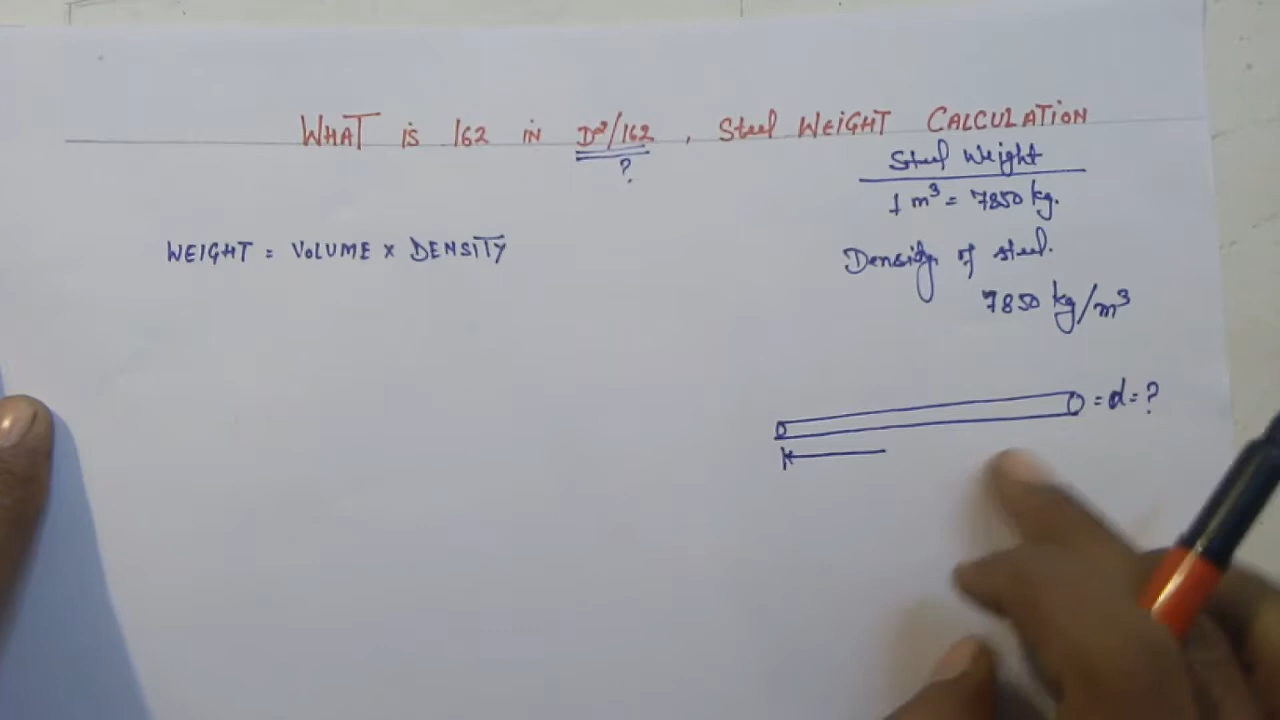 WHAT is 162 in D²/162 , Steel WEIGHT CALCULATION
?
Steel Weight
1 m³ = 7850 kg.
WEIGHT = VOLUME × DENSITY
Density of steel.
7850 kg/m³
= d = ?